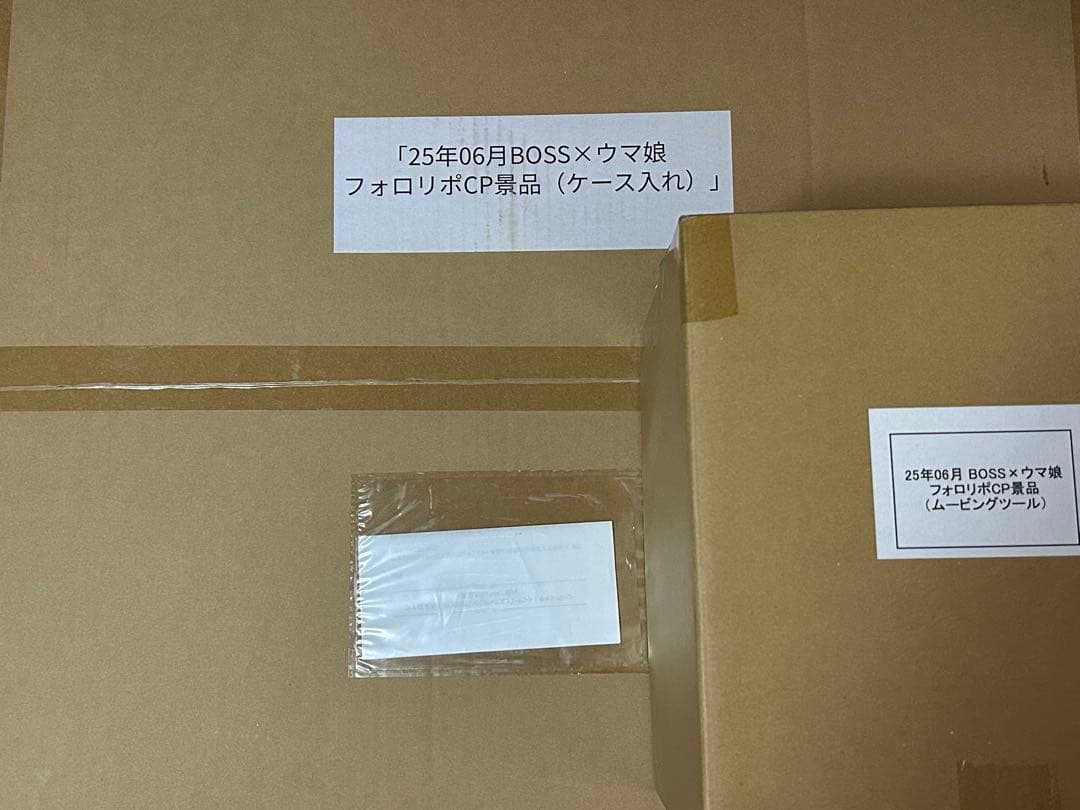 「25年06月BOSS×ウマ娘
フォロリポCP景品（ケース入れ）」
25年06月 BOSS×ウマ娘
フォロリポCP景品
（ムービングツール）